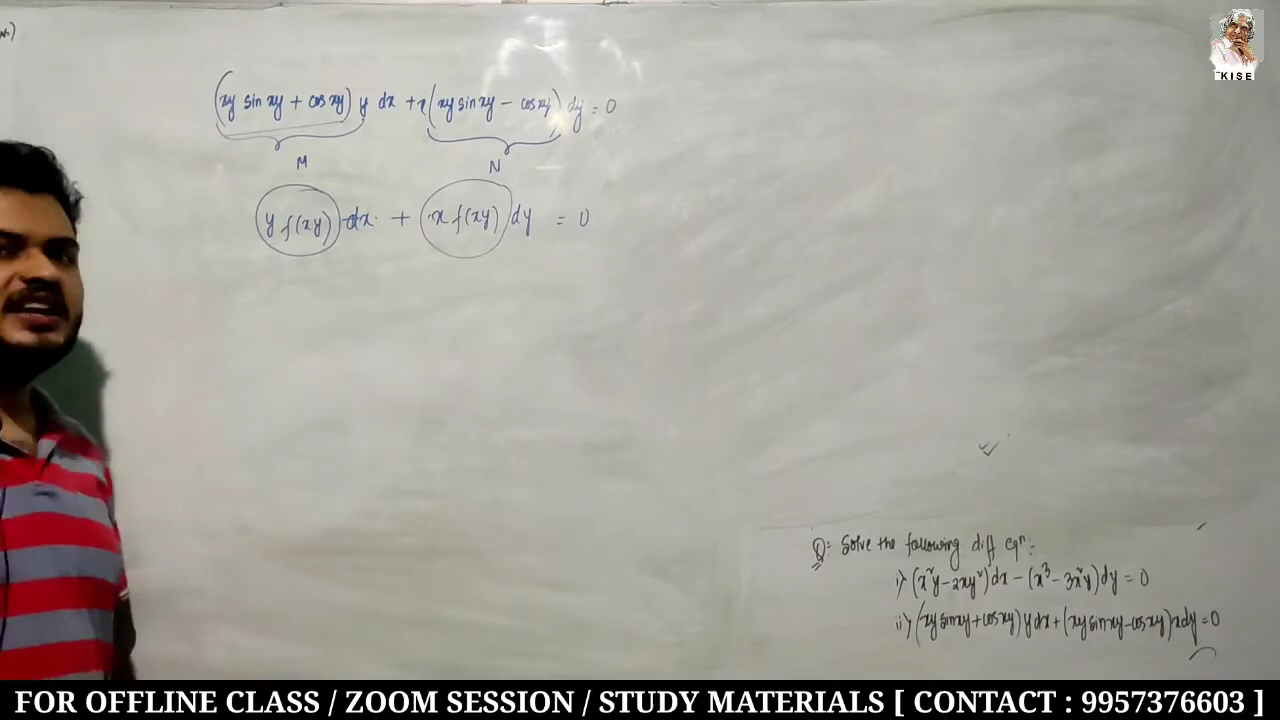 KISE
(xy sin xy + cos xy) y dx + x (xy sin xy − cos xy) dy = 0
M N
y f(xy) dx + x f(xy) dy = 0
Q: Solve the following diff eqⁿ:
i) (x²y − 2xy²) dx − (x³ − 3x²y) dy = 0
ii) (xy sin xy + cos xy) y dx + (xy sin xy − cos xy) x dy = 0
FOR OFFLINE CLASS / ZOOM SESSION / STUDY MATERIALS [ CONTACT : 9957376603 ]